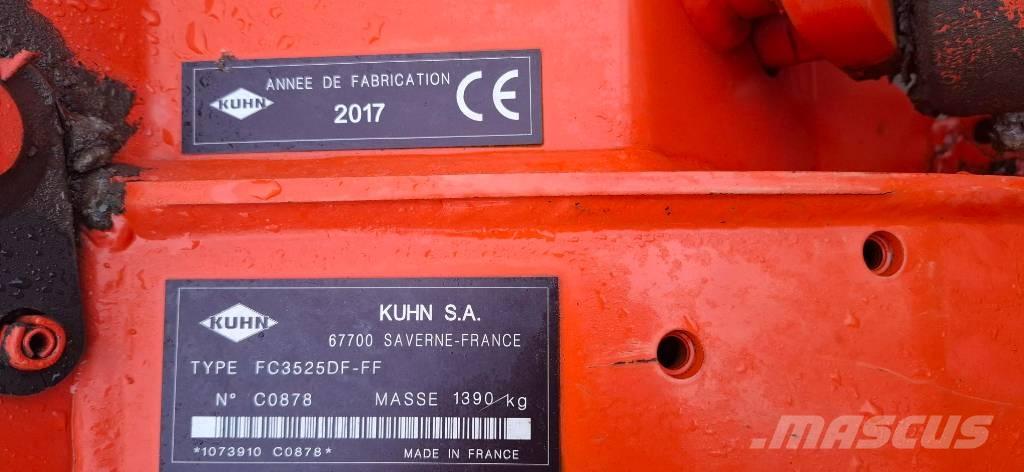 KUHN
ANNEE DE FABRICATION
2017
CE
KUHN
KUHN S.A.
67700 SAVERNE-FRANCE
TYPE FC3525DF-FF
N° C0878 MASSE 1390 kg
*1073910 C0878*
MADE IN FRANCE
MASCUS